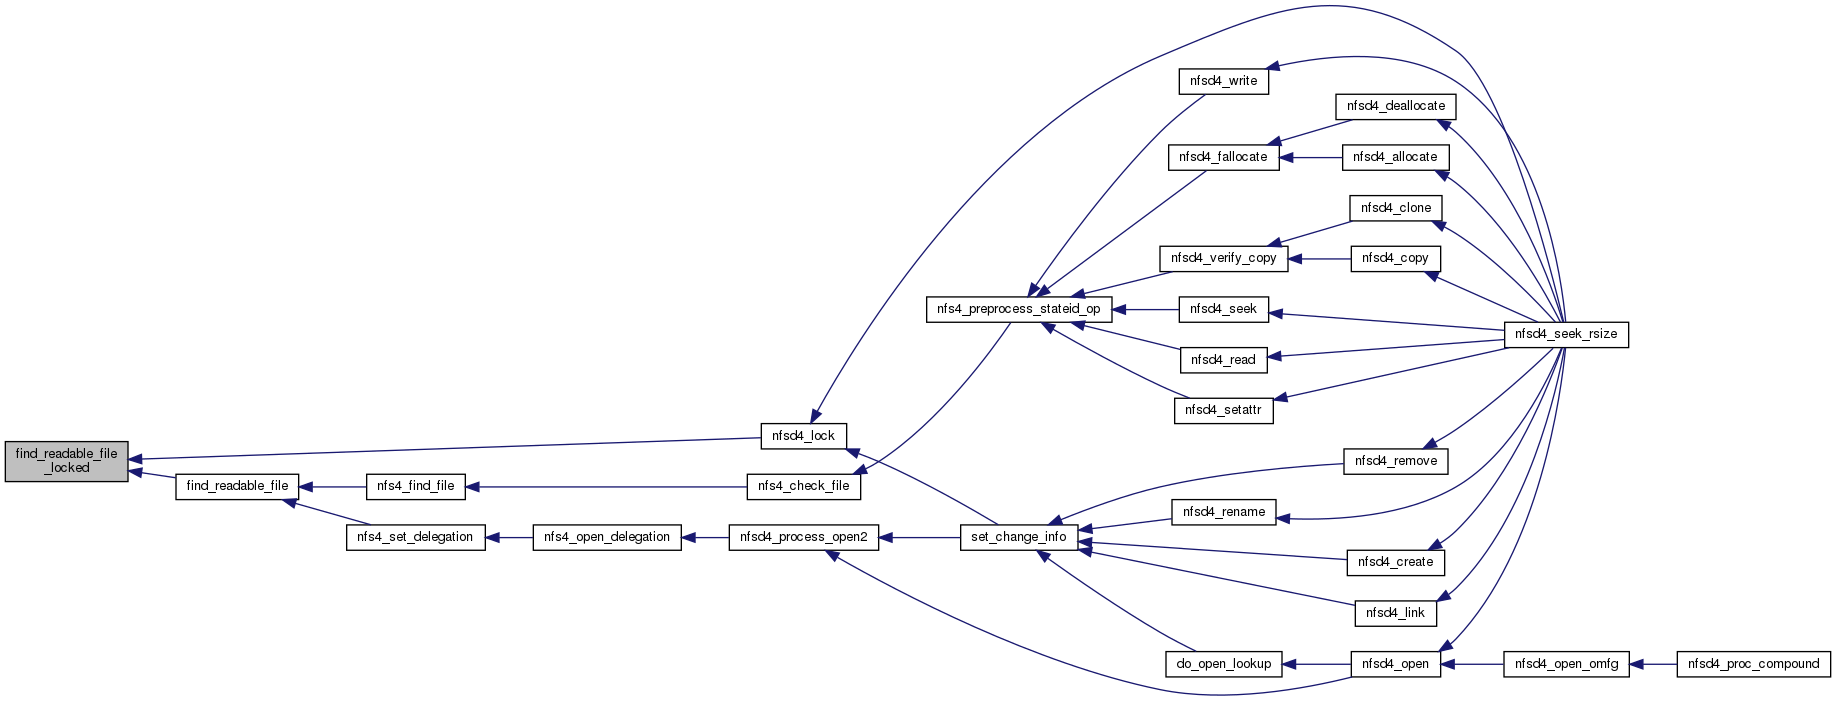 find_readable_file
_locked
find_readable_file
nfs4_find_file
nfs4_set_delegation
nfs4_open_delegation
nfsd4_lock
nfs4_check_file
nfsd4_process_open2
nfs4_preprocess_stateid_op
set_change_info
nfsd4_write
nfsd4_fallocate
nfsd4_verify_copy
nfsd4_seek
nfsd4_read
nfsd4_setattr
nfsd4_rename
do_open_lookup
nfsd4_deallocate
nfsd4_allocate
nfsd4_clone
nfsd4_copy
nfsd4_remove
nfsd4_create
nfsd4_link
nfsd4_open
nfsd4_seek_rsize
nfsd4_open_omfg
nfsd4_proc_compound